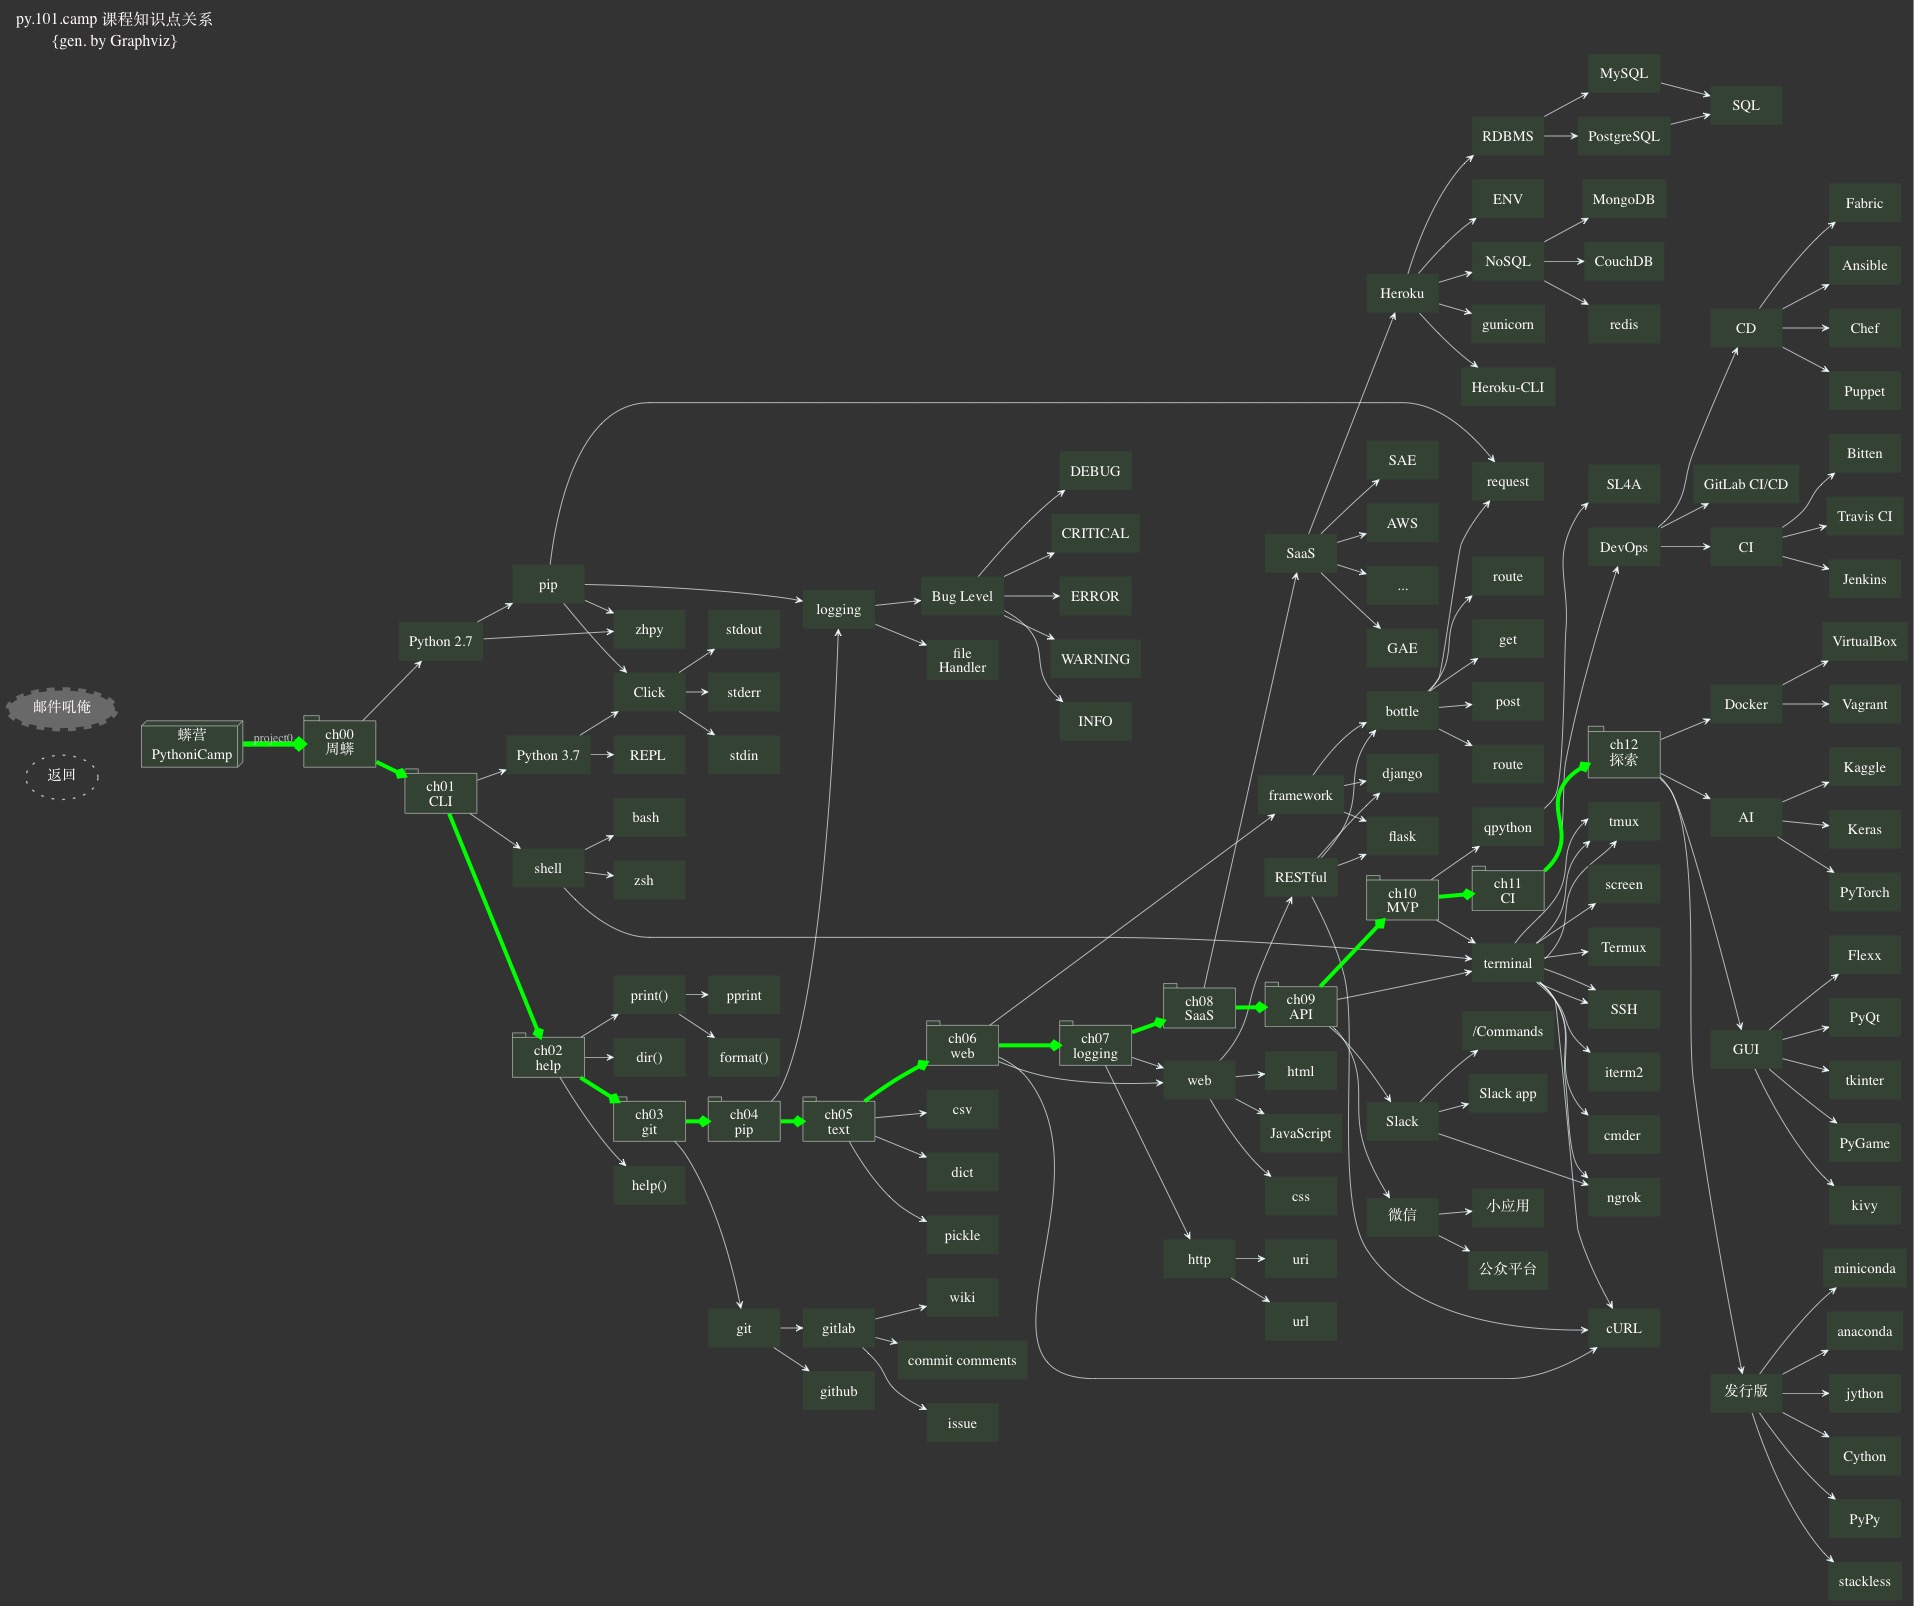 py.101.camp 课程知识点关系
{gen. by Graphviz}
邮件吼俺
返回
蟒营
PythoniCamp
project0
ch00
周蟒
ch01
CLI
Python 2.7
pip
zhpy
Click
stdout
stderr
stdin
Python 3.7
REPL
shell
bash
zsh
ch02
help
print()
pprint
format()
dir()
help()
ch03
git
ch04
pip
ch05
text
git
gitlab
github
wiki
commit comments
issue
csv
dict
pickle
logging
Bug Level
file
Handler
DEBUG
CRITICAL
ERROR
WARNING
INFO
ch06
web
ch07
logging
ch08
SaaS
ch09
API
ch10
MVP
ch11
CI
ch12
探索
web
html
JavaScript
css
http
uri
url
SaaS
Heroku
SAE
AWS
...
GAE
RDBMS
MySQL
PostgreSQL
SQL
ENV
NoSQL
MongoDB
CouchDB
redis
gunicorn
Heroku-CLI
framework
bottle
django
flask
RESTful
request
route
get
post
route
qpython
SL4A
terminal
tmux
screen
Termux
SSH
iterm2
cmder
ngrok
cURL
Slack
/Commands
Slack app
微信
小应用
公众平台
DevOps
CD
Fabric
Ansible
Chef
Puppet
GitLab CI/CD
CI
Bitten
Travis CI
Jenkins
Docker
VirtualBox
Vagrant
AI
Kaggle
Keras
PyTorch
GUI
Flexx
PyQt
tkinter
PyGame
kivy
发行版
miniconda
anaconda
jython
Cython
PyPy
stackless